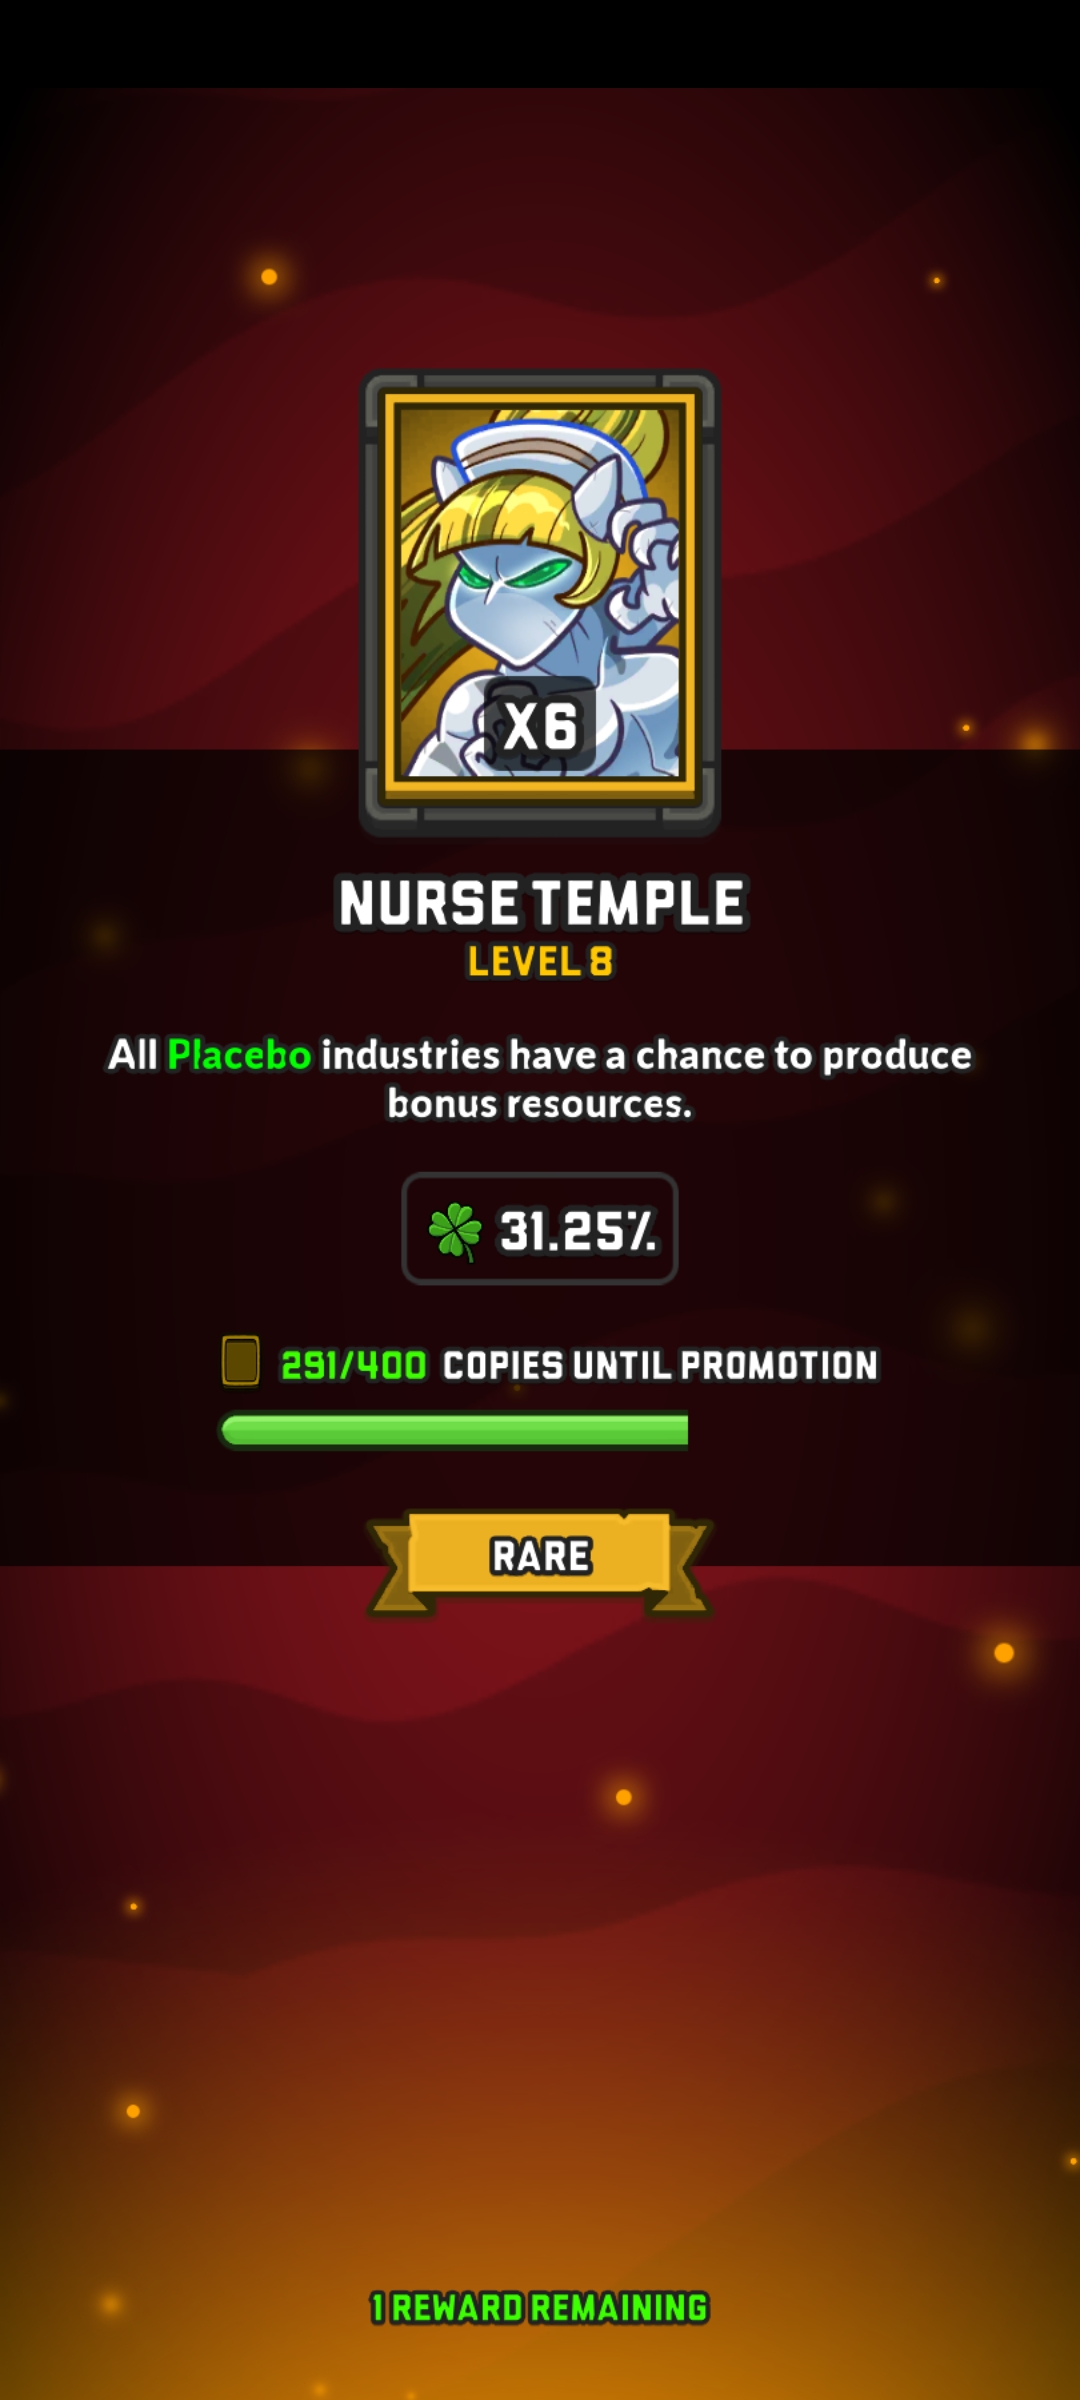 X6
NURSE TEMPLE
LEVEL 8
All Placebo industries have a chance to produce
bonus resources.
31.25%
291/400 COPIES UNTIL PROMOTION
RARE
1 REWARD REMAINING